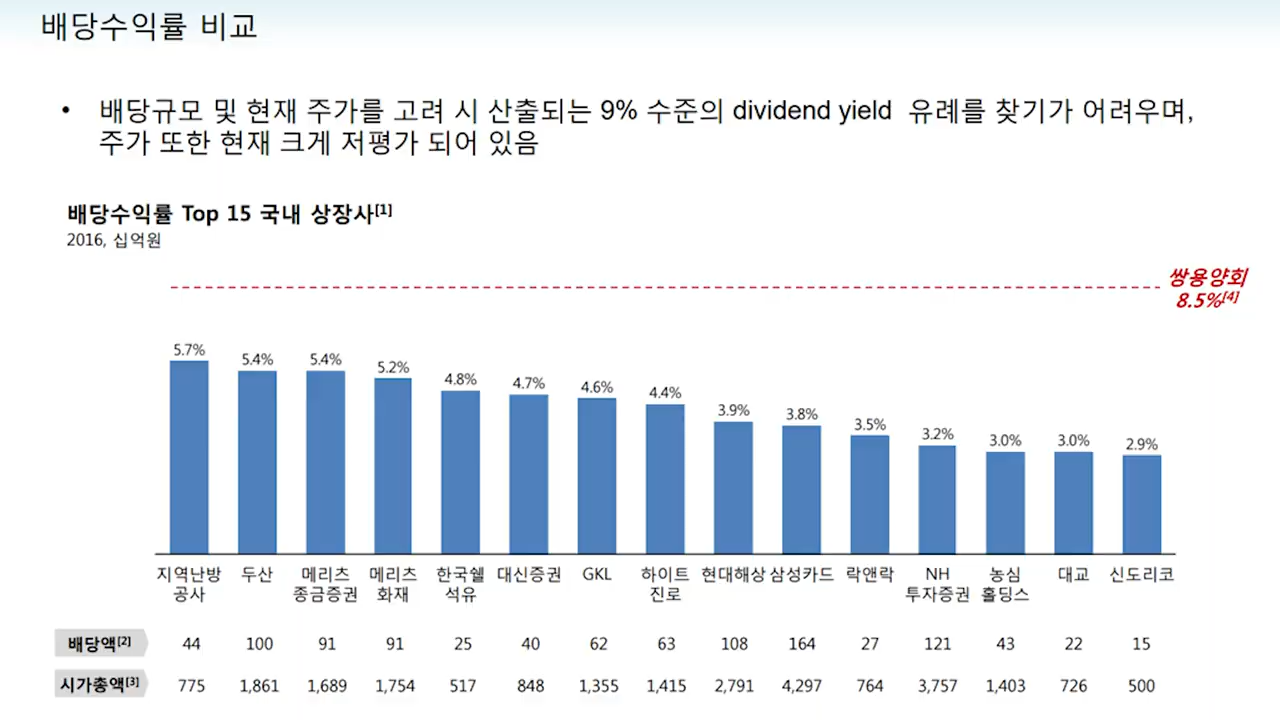 배당수익률 비교
• 배당규모 및 현재 주가를 고려 시 산출되는 9% 수준의 dividend yield 유례를 찾기가 어려우며,
주가 또한 현재 크게 저평가 되어 있음
배당수익률 Top 15 국내 상장사[1]
2016, 십억원
쌍용양회
8.5%[4]
5.7% 5.4% 5.4% 5.2% 4.8% 4.7% 4.6% 4.4% 3.9% 3.8% 3.5% 3.2% 3.0% 3.0% 2.9%
지역난방 두산 메리츠 메리츠 한국쉘 대신증권 GKL 하이트 현대해상 삼성카드 락앤락 NH 농심 대교 신도리코
공사 종금증권 화재 석유 진로 투자증권 홀딩스
배당액[2] 44 100 91 91 25 40 62 63 108 164 27 121 43 22 15
시가총액[3] 775 1,861 1,689 1,754 517 848 1,355 1,415 2,791 4,297 764 3,757 1,403 726 500